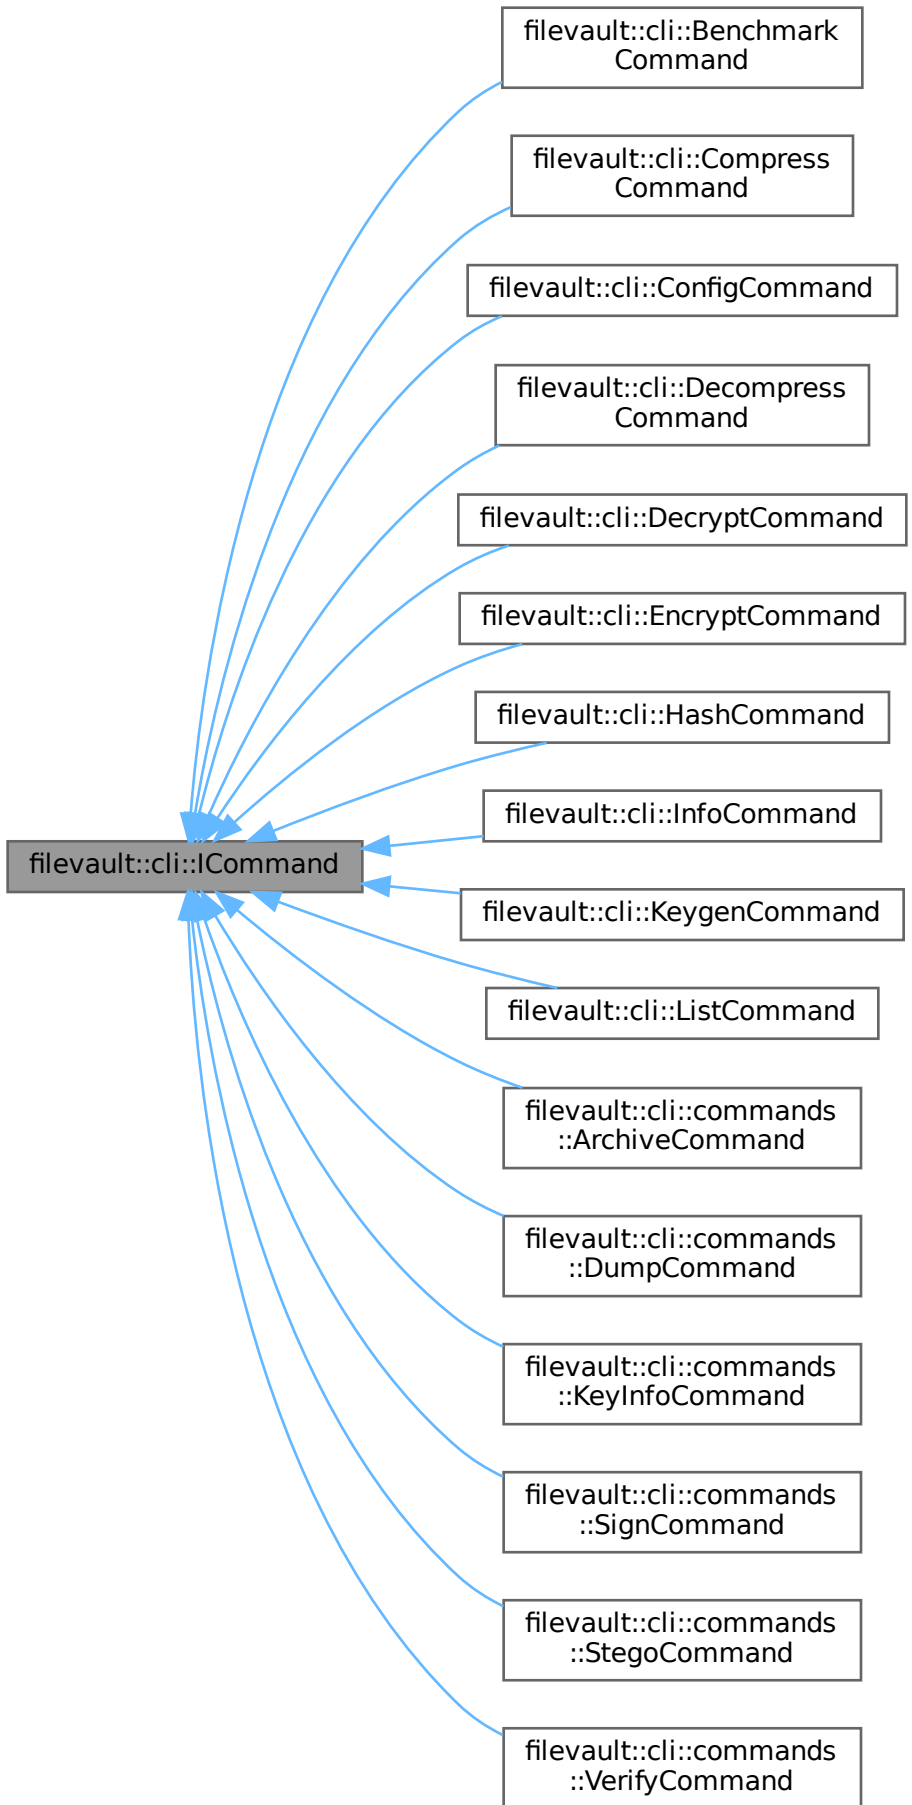 filevault::cli::Benchmark
Command
filevault::cli::Compress
Command
filevault::cli::ConfigCommand
filevault::cli::Decompress
Command
filevault::cli::DecryptCommand
filevault::cli::EncryptCommand
filevault::cli::HashCommand
filevault::cli::InfoCommand
filevault::cli::ICommand
filevault::cli::KeygenCommand
filevault::cli::ListCommand
filevault::cli::commands
::ArchiveCommand
filevault::cli::commands
::DumpCommand
filevault::cli::commands
::KeyInfoCommand
filevault::cli::commands
::SignCommand
filevault::cli::commands
::StegoCommand
filevault::cli::commands
::VerifyCommand